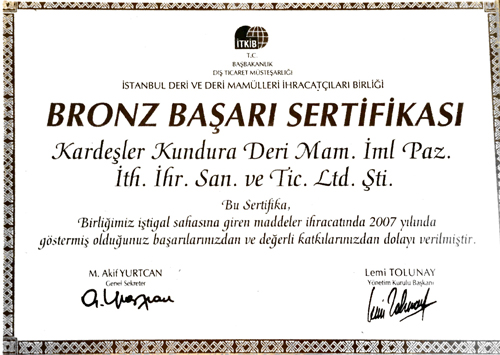 İTKİB
T.C.
BAŞBAKANLIK
DIŞ TİCARET MÜSTEŞARLIĞI
İSTANBUL DERİ VE DERİ MAMÜLLERİ İHRACATÇILARI BİRLİĞİ
BRONZ BAŞARI SERTİFİKASI
Kardeşler Kundura Deri Mam. İml Paz.
İth. İhr. San. ve Tic. Ltd. Şti.
Bu Sertifika,
Birliğimiz iştigal sahasına giren maddeler ihracatında 2007 yılında
göstermiş olduğunuz başarılarınızdan ve değerli katkılarınızdan dolayı verilmiştir.
M. Akif YURTCAN
Genel Sekreter
Lemi TOLUNAY
Yönetim Kurulu Başkanı